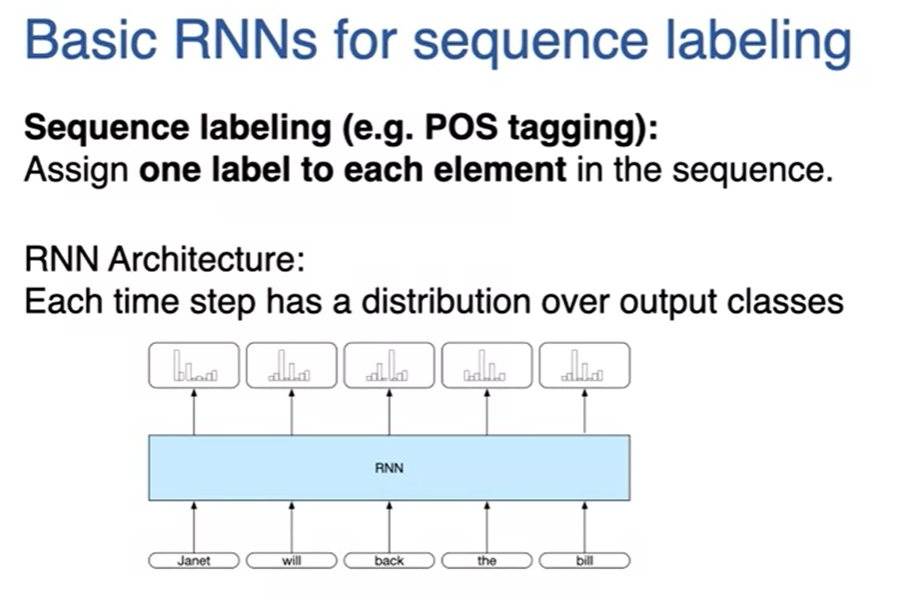 Basic RNNs for sequence labeling
Sequence labeling (e.g. POS tagging):
Assign one label to each element in the sequence.
RNN Architecture:
Each time step has a distribution over output classes
RNN
Janet will back the bill